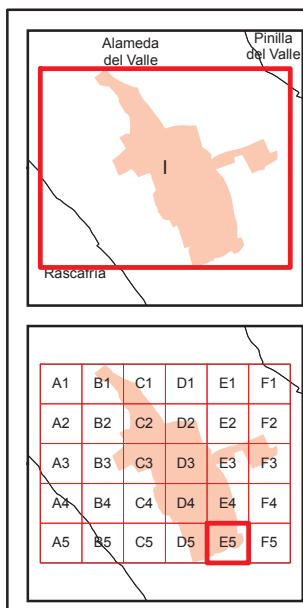 Alameda
del Valle
Pinilla
del Valle
I
Rascafría
A1 B1 C1 D1 E1 F1
A2 B2 C2 D2 E2 F2
A3 B3 C3 D3 E3 F3
A4 B4 C4 D4 E4 F4
A5 B5 C5 D5 E5 F5